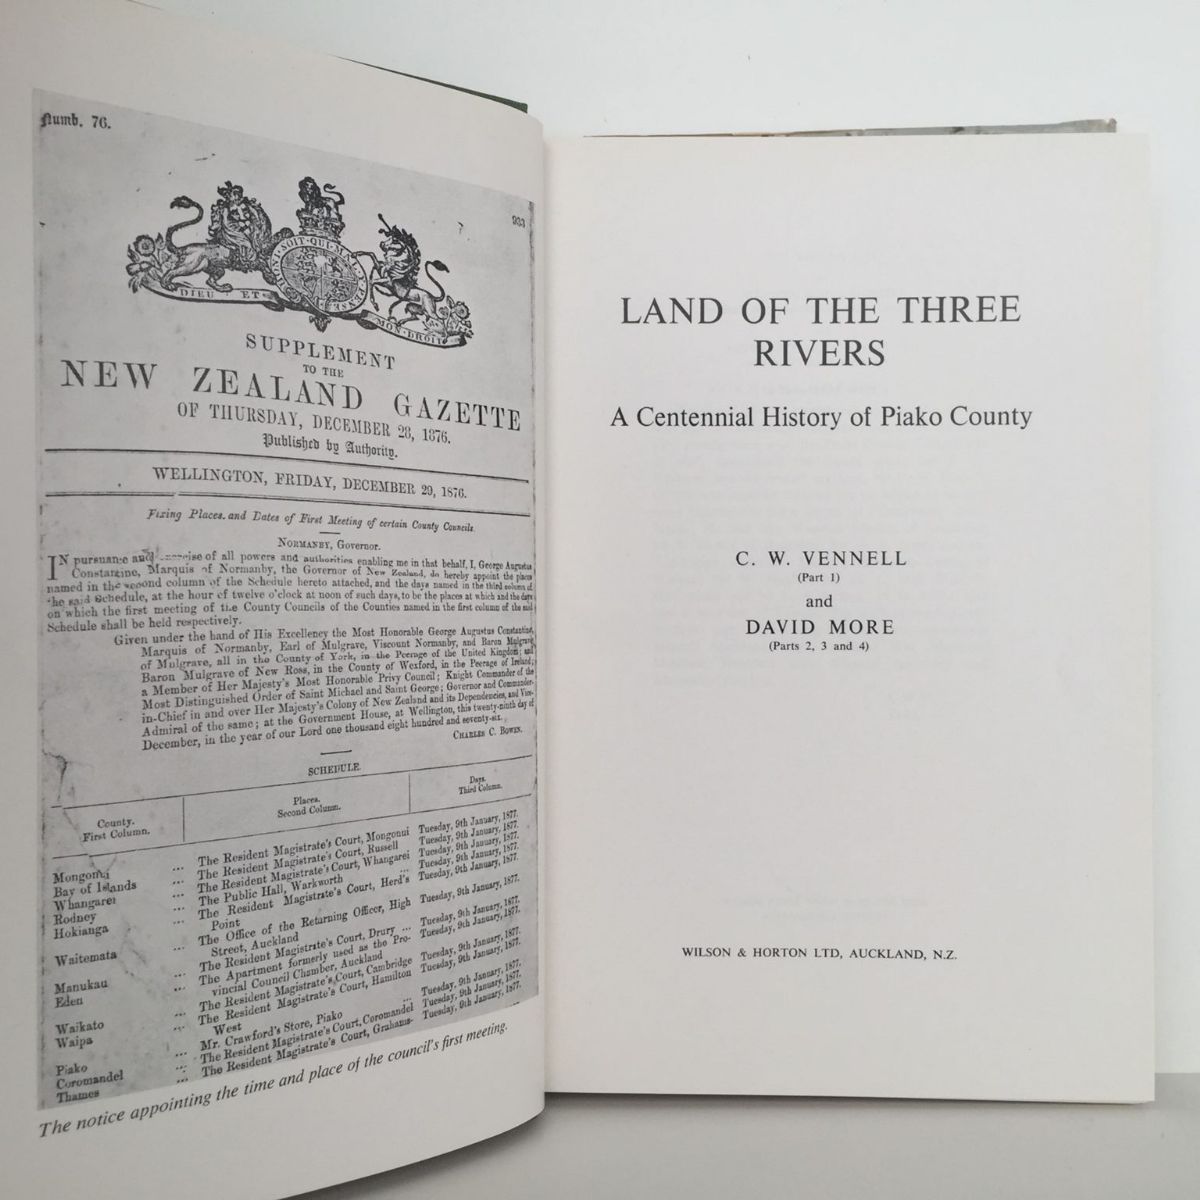 Numb. 76.
933
HONI·SOIT·QUI·MAL·Y·PENSE
DIEU ET
MON DROIT
SUPPLEMENT
TO THE
NEW ZEALAND GAZETTE
OF THURSDAY, DECEMBER 28, 1876.
Published by Authority.
WELLINGTON, FRIDAY, DECEMBER 29, 1876.
Fixing Places and Dates of First Meeting of certain County Councils.
NORMANBY, Governor.
IN pursuance and exercise of all powers and authorities enabling me in that behalf, I, George Augustus
Constantine, Marquis of Normanby, the Governor of New Zealand, do hereby appoint the places
named in the second column of the Schedule hereto attached, and the days named in the third column of
the said Schedule, at the hour of twelve o'clock at noon of such days, to be the places at which and the days
on which the first meeting of the County Councils of the Counties named in the first column of the said
Schedule shall be held respectively.
Given under the hand of His Excellency the Most Honorable George Augustus Constantine,
Marquis of Normanby, Earl of Mulgrave, Viscount Normanby, and Baron Mulgrave
of Mulgrave, all in the County of York, in the Peerage of the United Kingdom; and
Baron Mulgrave of New Ross, in the County of Wexford, in the Peerage of Ireland;
a Member of Her Majesty's Most Honorable Privy Council; Knight Commander of the
Most Distinguished Order of Saint Michael and Saint George; Governor and Commander-
in-Chief in and over Her Majesty's Colony of New Zealand and its Dependencies, and Vice-
Admiral of the same; at the Government House, at Wellington, this twenty-ninth day of
December, in the year of our Lord one thousand eight hundred and seventy-six.
CHARLES C. BOWEN.
SCHEDULE.
County. First Column.
Places. Second Column.
Days. Third Column.
Mongonui ... The Resident Magistrate's Court, Mongonui Tuesday, 9th January, 1877.
Bay of Islands ... The Resident Magistrate's Court, Russell Tuesday, 9th January, 1877.
Whangarei ... The Resident Magistrate's Court, Whangarei Tuesday, 9th January, 1877.
Rodney ... The Public Hall, Warkworth ... Tuesday, 9th January, 1877.
Hokianga ... The Resident Magistrate's Court, Herd's Tuesday, 9th January, 1877.
Point
Waitemata ... The Office of the Returning Officer, High Tuesday, 9th January, 1877.
Street, Auckland
Manukau ... The Resident Magistrate's Court, Drury ... Tuesday, 9th January, 1877.
Eden ... The Apartment formerly used as the Pro- Tuesday, 9th January, 1877.
vincial Council Chamber, Auckland
Waikato ... The Resident Magistrate's Court, Cambridge Tuesday, 9th January, 1877.
Waipa ... The Resident Magistrate's Court, Hamilton Tuesday, 9th January, 1877.
West
Piako ... Mr. Crawford's Store, Piako ... Tuesday, 9th January, 1877.
Coromandel ... The Resident Magistrate's Court, Coromandel Tuesday, 9th January, 1877.
Thames ... The Resident Magistrate's Court, Grahams- Tuesday, 9th January, 1877.
The notice appointing the time and place of the council's first meeting.
LAND OF THE THREE
RIVERS
A Centennial History of Piako County
C. W. VENNELL
(Part 1)
and
DAVID MORE
(Parts 2, 3 and 4)
WILSON & HORTON LTD, AUCKLAND, N.Z.